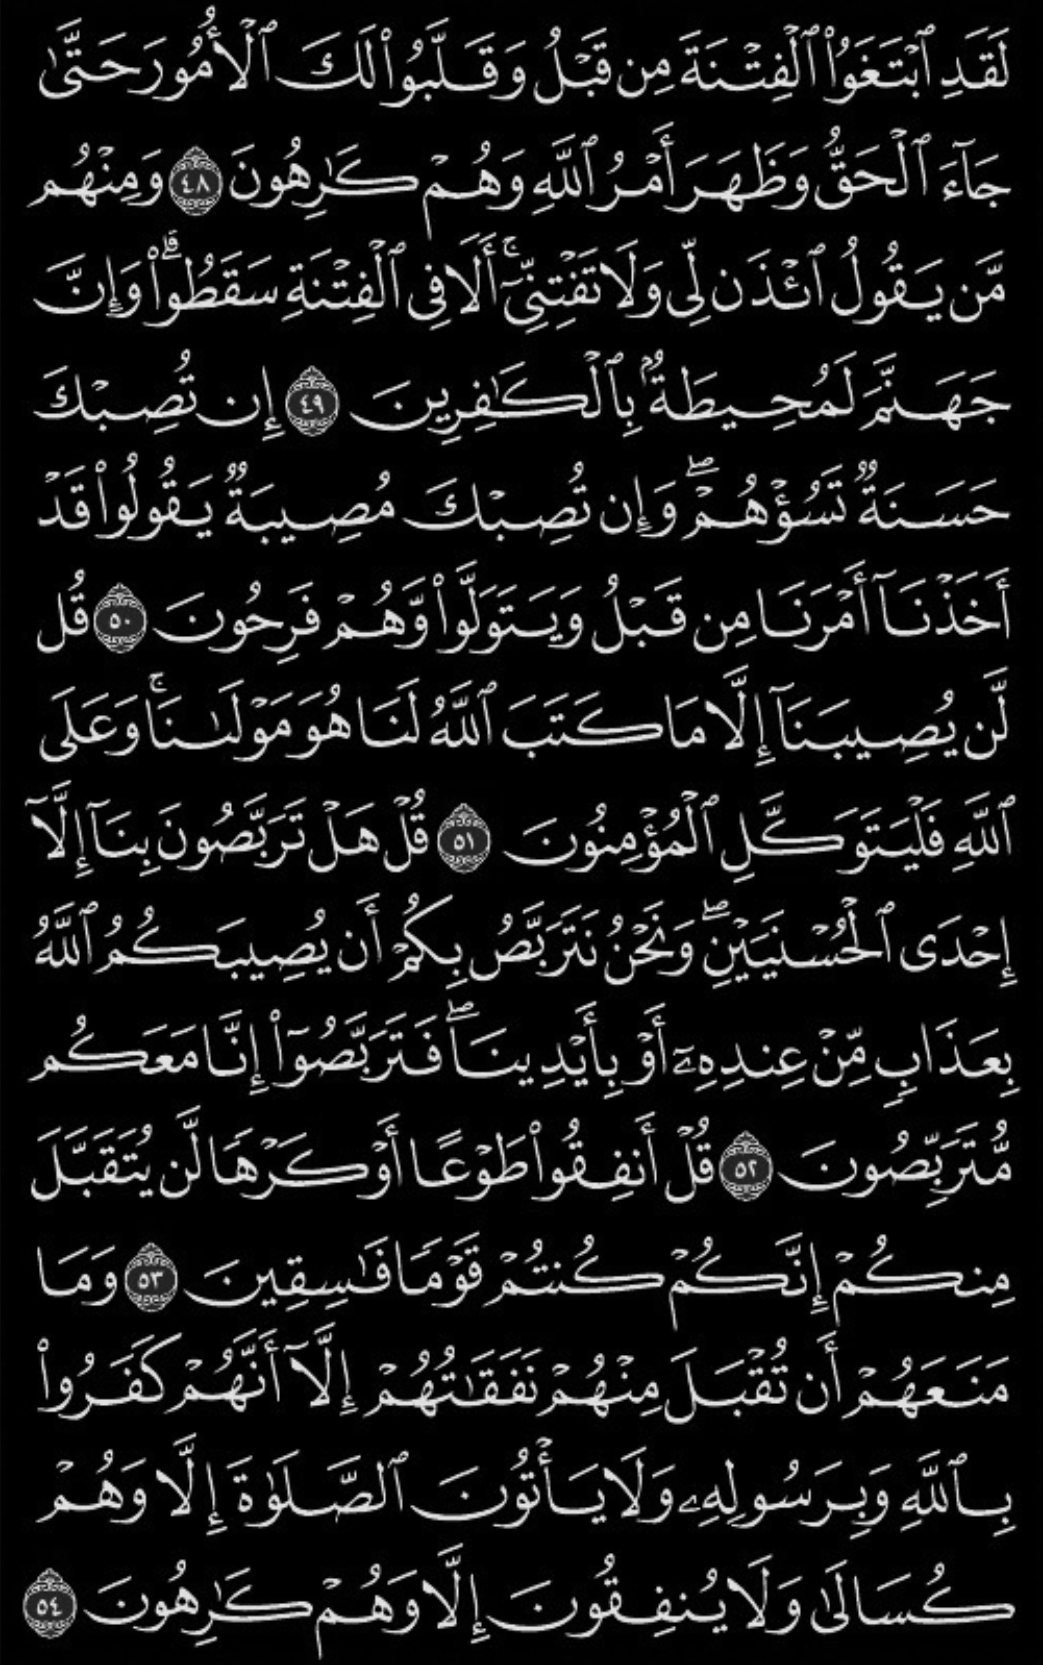 لَقَدِ ٱبْتَغَوُا۟ ٱلْفِتْنَةَ مِن قَبْلُ وَقَلَّبُوا۟ لَكَ ٱلْأُمُورَ حَتَّىٰ
جَآءَ ٱلْحَقُّ وَظَهَرَ أَمْرُ ٱللَّهِ وَهُمْ كَـٰرِهُونَ ٤٨ وَمِنْهُم
مَّن يَقُولُ ٱئْذَن لِّى وَلَا تَفْتِنِّىٓ ۚ أَلَا فِى ٱلْفِتْنَةِ سَقَطُوا۟ ۗ وَإِنَّ
جَهَنَّمَ لَمُحِيطَةٌۢ بِٱلْكَـٰفِرِينَ ٤٩ إِن تُصِبْكَ
حَسَنَةٌ تَسُؤْهُمْ ۖ وَإِن تُصِبْكَ مُصِيبَةٌ يَقُولُوا۟ قَدْ
أَخَذْنَآ أَمْرَنَا مِن قَبْلُ وَيَتَوَلَّوا۟ وَّهُمْ فَرِحُونَ ٥٠ قُل
لَّن يُصِيبَنَآ إِلَّا مَا كَتَبَ ٱللَّهُ لَنَا هُوَ مَوْلَىٰنَا ۚ وَعَلَى
ٱللَّهِ فَلْيَتَوَكَّلِ ٱلْمُؤْمِنُونَ ٥١ قُلْ هَلْ تَرَبَّصُونَ بِنَآ إِلَّآ
إِحْدَى ٱلْحُسْنَيَيْنِ ۖ وَنَحْنُ نَتَرَبَّصُ بِكُمْ أَن يُصِيبَكُمُ ٱللَّهُ
بِعَذَابٍ مِّنْ عِندِهِۦٓ أَوْ بِأَيْدِينَا ۖ فَتَرَبَّصُوٓا۟ إِنَّا مَعَكُم
مُّتَرَبِّصُونَ ٥٢ قُلْ أَنفِقُوا۟ طَوْعًا أَوْ كَرْهًا لَّن يُتَقَبَّلَ
مِنكُمْ ۖ إِنَّكُمْ كُنتُمْ قَوْمًا فَـٰسِقِينَ ٥٣ وَمَا
مَنَعَهُمْ أَن تُقْبَلَ مِنْهُمْ نَفَقَـٰتُهُمْ إِلَّآ أَنَّهُمْ كَفَرُوا۟
بِٱللَّهِ وَبِرَسُولِهِۦ وَلَا يَأْتُونَ ٱلصَّلَوٰةَ إِلَّا وَهُمْ
كُسَالَىٰ وَلَا يُنفِقُونَ إِلَّا وَهُمْ كَـٰرِهُونَ ٥٤